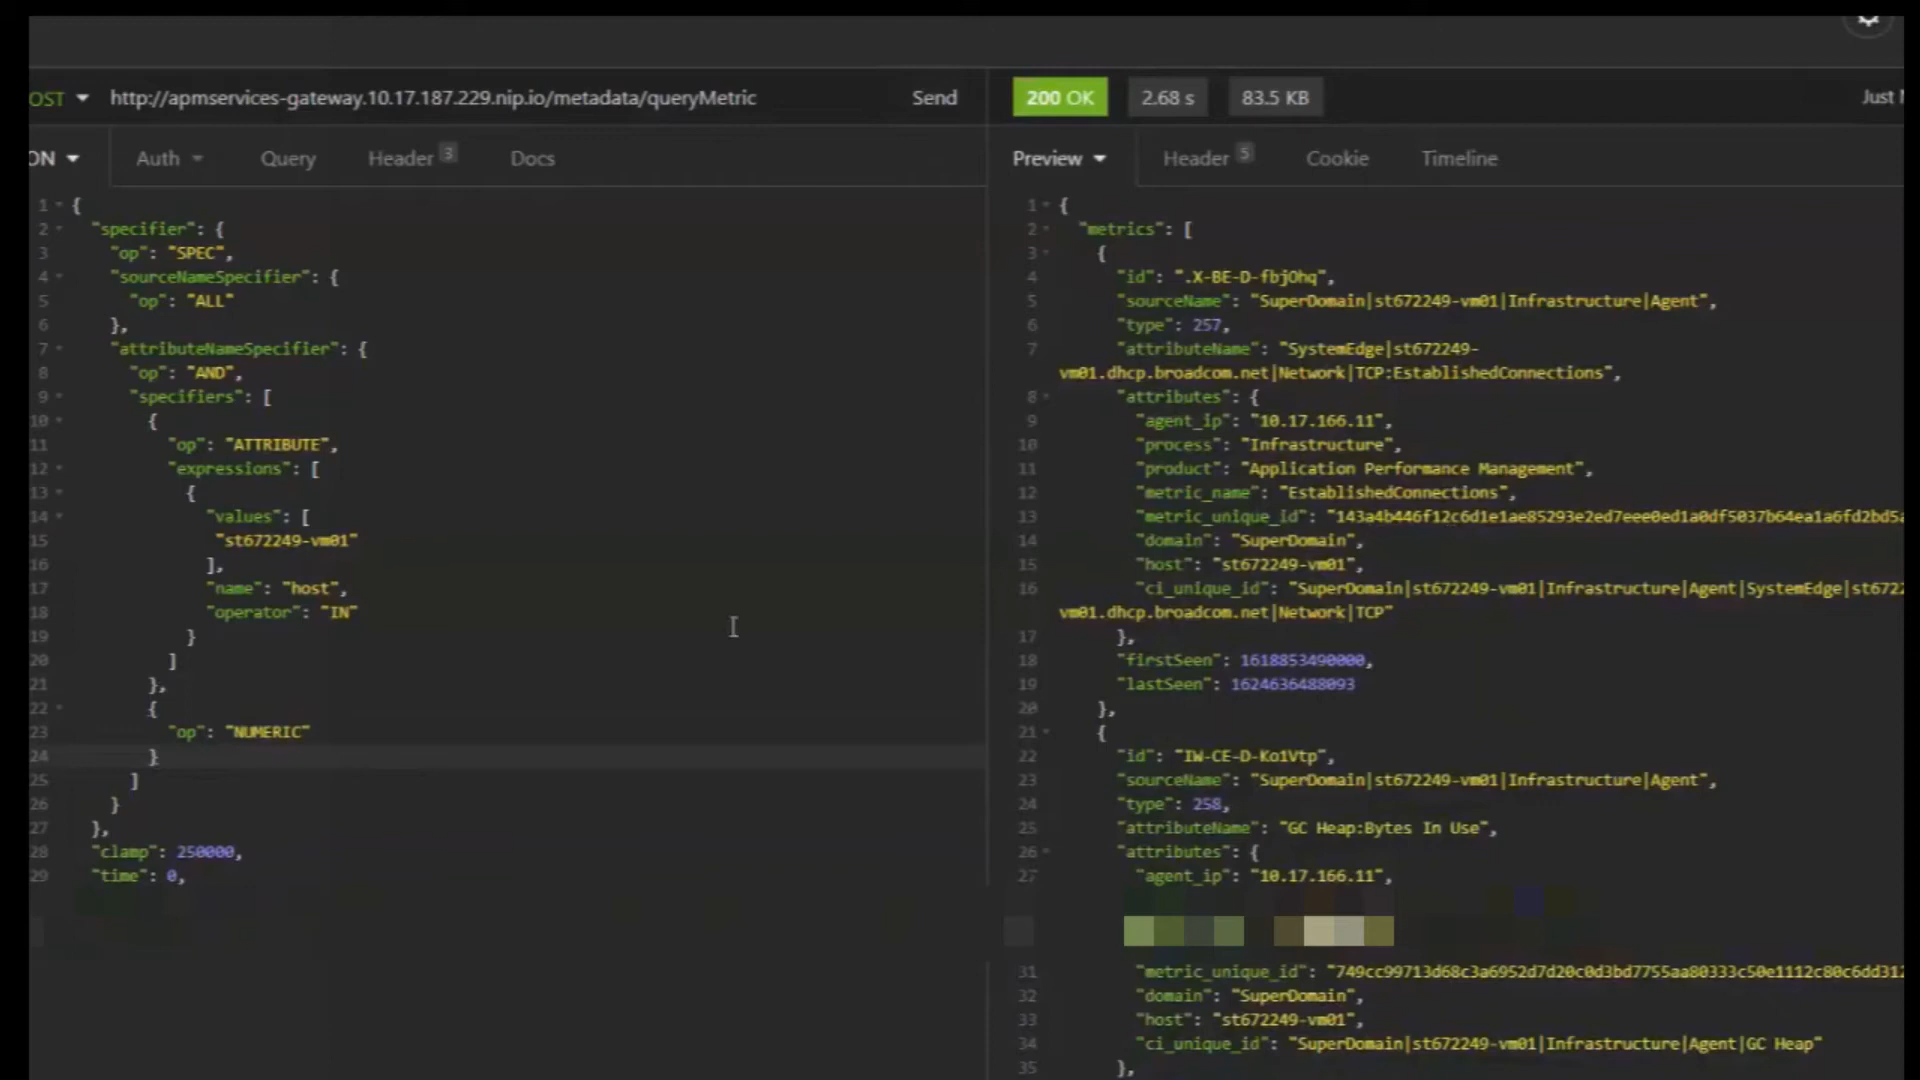 OST http://apmservices-gateway.10.17.187.229.nip.io/metadata/queryMetric Send
200 OK 2.68 s 83.5 KB Just
ON Auth Query Header 3 Docs
Preview Header 5 Cookie Timeline
1 {
2 "specifier": {
3 "op": "SPEC",
4 "sourceNameSpecifier": {
5 "op": "ALL"
6 },
7 "attributeNameSpecifier": {
8 "op": "AND",
9 "specifiers": [
10 {
11 "op": "ATTRIBUTE",
12 "expressions": [
13 {
14 "values": [
15 "st672249-vm01"
16 ],
17 "name": "host",
18 "operator": "IN"
19 }
20 ]
21 },
22 {
23 "op": "NUMERIC"
24 }
25 ]
26 }
27 },
28 "clamp": 250000,
29 "time": 0,
1 {
2 "metrics": [
3 {
4 "id": ".X-BE-D-fbjOhq",
5 "sourceName": "SuperDomain|st672249-vm01|Infrastructure|Agent",
6 "type": 257,
7 "attributeName": "SystemEdge|st672249-
vm01.dhcp.broadcom.net|Network|TCP:EstablishedConnections",
8 "attributes": {
9 "agent_ip": "10.17.166.11",
10 "process": "Infrastructure",
11 "product": "Application Performance Management",
12 "metric_name": "EstablishedConnections",
13 "metric_unique_id": "143a4b446f12c6d1e1ae85293e2ed7eee0ed1a0df5037b64ea1a6fd2bd5a
14 "domain": "SuperDomain",
15 "host": "st672249-vm01",
16 "ci_unique_id": "SuperDomain|st672249-vm01|Infrastructure|Agent|SystemEdge|st6722
vm01.dhcp.broadcom.net|Network|TCP"
17 },
18 "firstSeen": 1618853490000,
19 "lastSeen": 1624636488093
20 },
21 {
22 "id": "IW-CE-D-Ko1Vtp",
23 "sourceName": "SuperDomain|st672249-vm01|Infrastructure|Agent",
24 "type": 258,
25 "attributeName": "GC Heap:Bytes In Use",
26 "attributes": {
27 "agent_ip": "10.17.166.11",
31 "metric_unique_id": "749cc99713d68c3a6952d7d20c0d3bd7755aa80333c50e1112c80c6dd312
32 "domain": "SuperDomain",
33 "host": "st672249-vm01",
34 "ci_unique_id": "SuperDomain|st672249-vm01|Infrastructure|Agent|GC Heap"
35 },